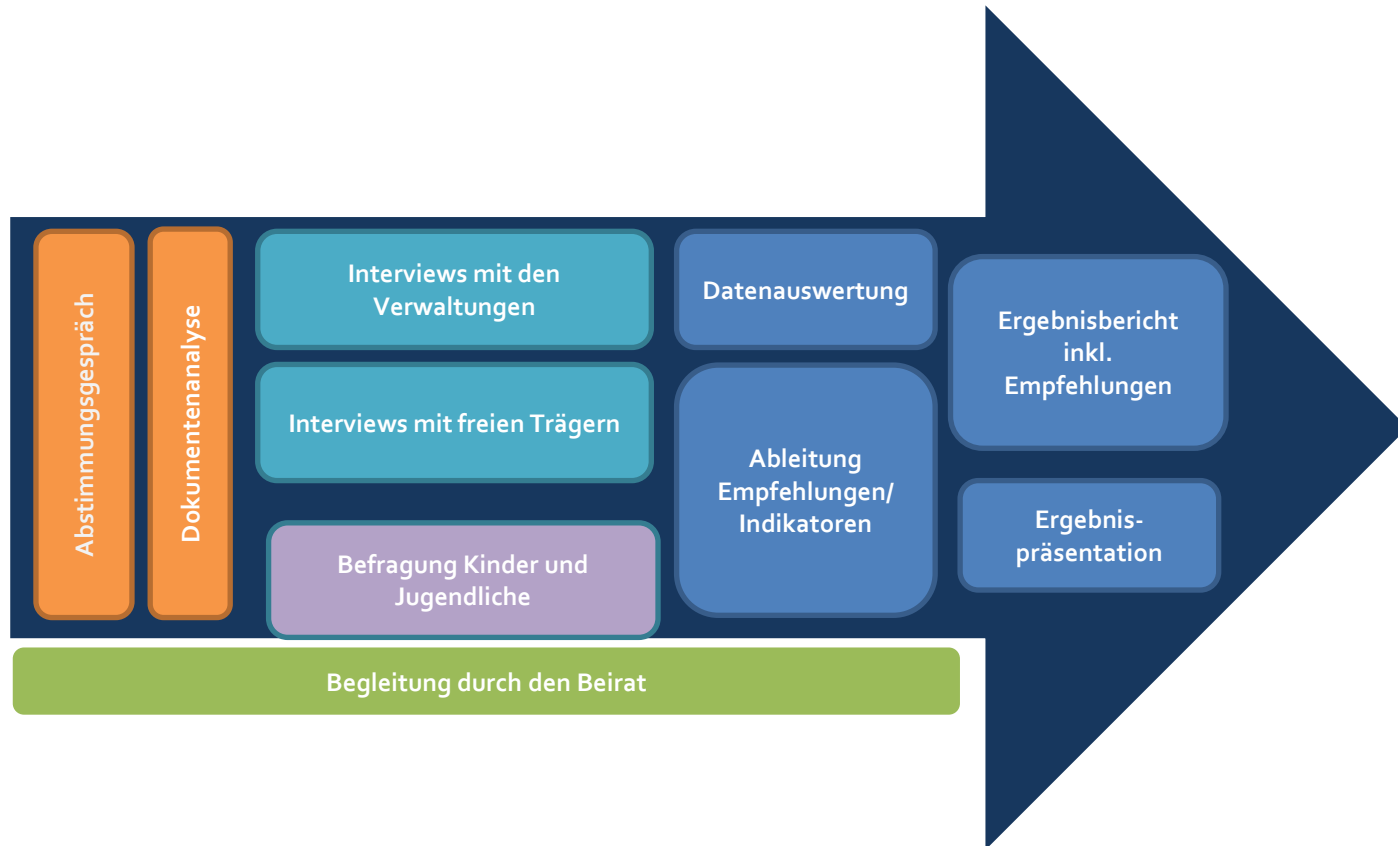 Abstimmungsgespräch
Dokumentenanalyse
Interviews mit den
Verwaltungen
Interviews mit freien Trägern
Befragung Kinder und
Jugendliche
Datenauswertung
Ableitung
Empfehlungen/
Indikatoren
Ergebnisbericht
inkl.
Empfehlungen
Ergebnis-
präsentation
Begleitung durch den Beirat